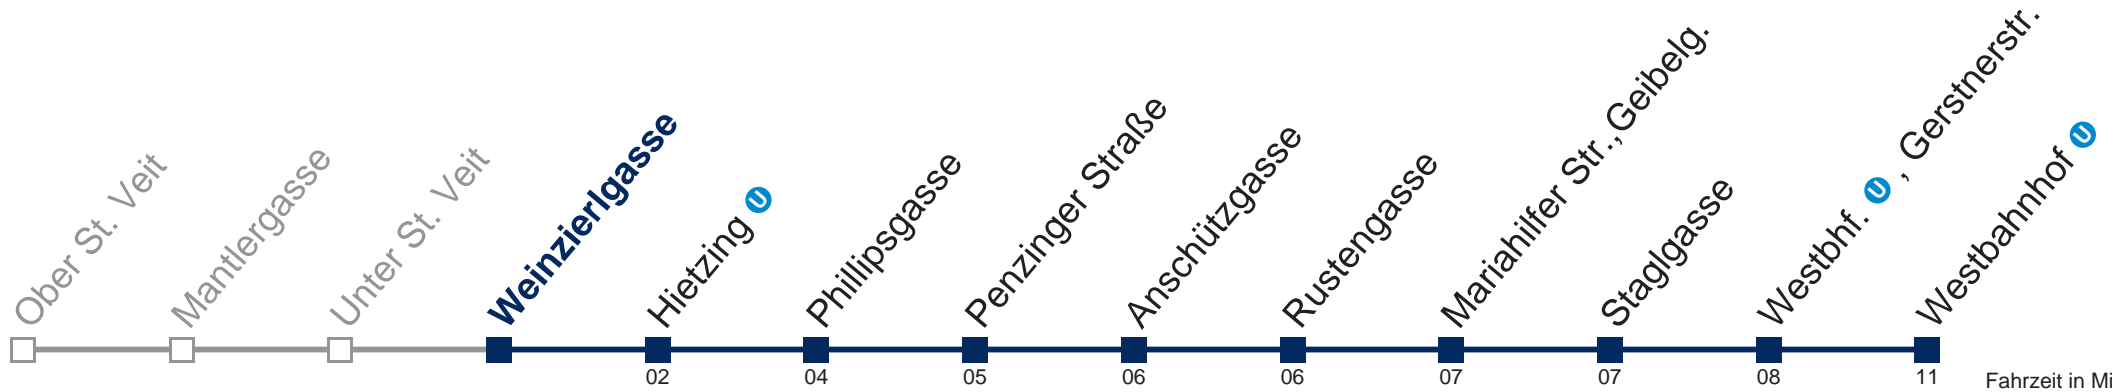 Ober St. Veit
Mantlergasse
Unter St. Veit
Weinzierlgasse
Hietzing U
Phillipsgasse
Penzinger Straße
Anschützgasse
Rustengasse
Mariahilfer Str., Geibelg.
Staglgasse
Westbhf. U , Gerstnerstr.
Westbahnhof U
02 04 05 06 06 07 07 08 11 Fahrzeit in Mi